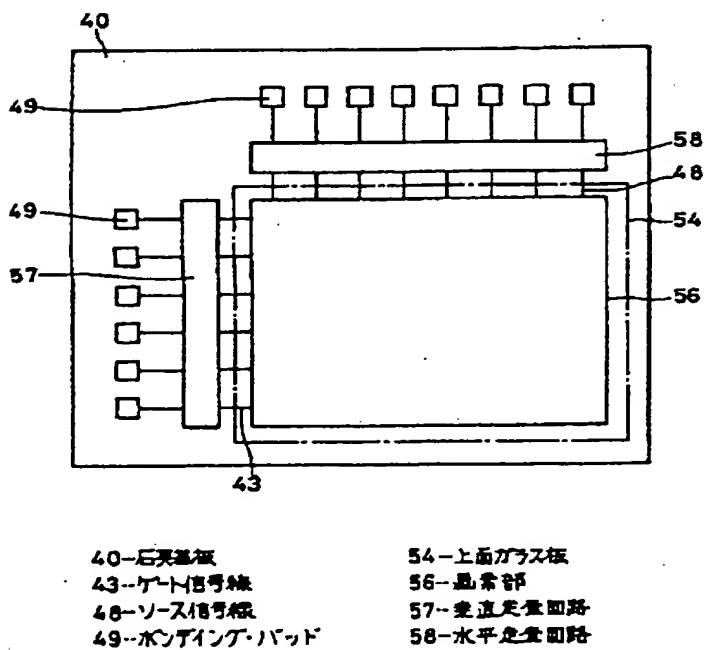 40
49
58
48
54
49
57
56
43
40--石英基板
43--ゲート信号線
48--ソース信号線
49--ボンディング・パッド
54--上面ガラス板
56--画素部
57--垂直走査回路
58--水平走査回路